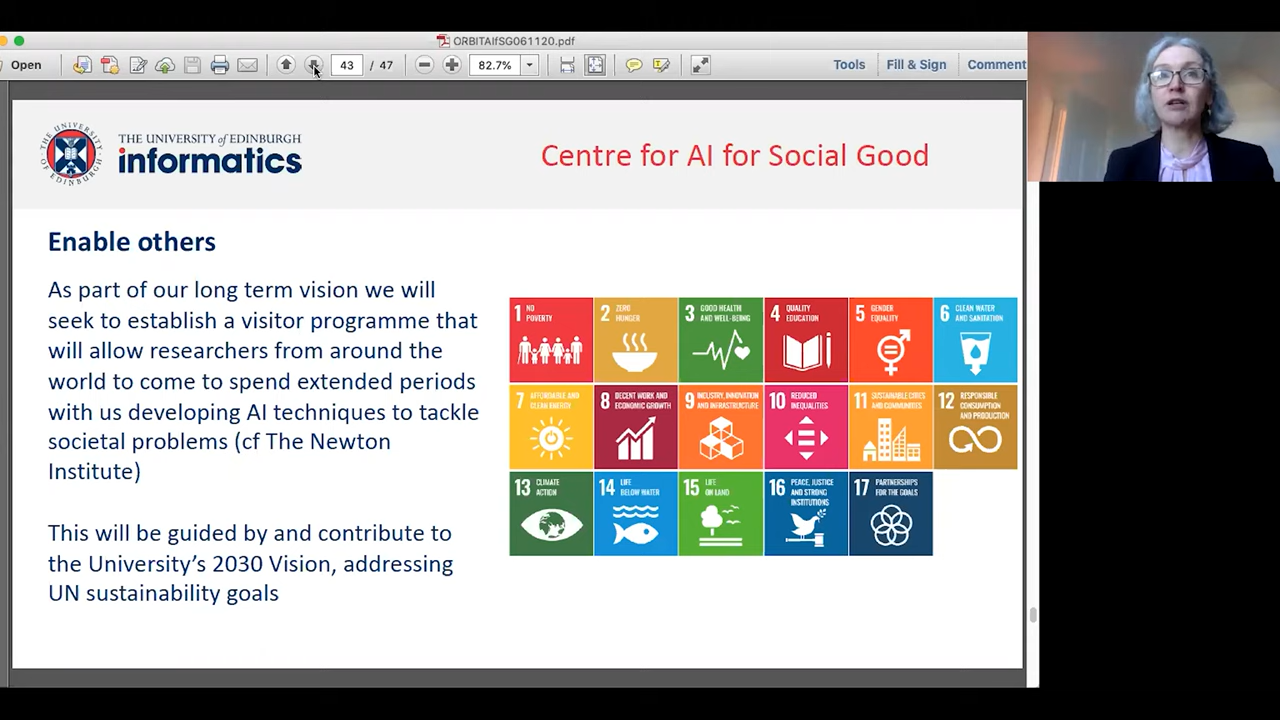 ORBITAIfSG061120.pdf
Open
43
/ 47
82.7%
Tools
Fill & Sign
Comment
THE UNIVERSITY OF EDINBURGH
THE UNIVERSITY of EDINBURGH
informatics
Centre for AI for Social Good
Enable others
As part of our long term vision we will
seek to establish a visitor programme that
will allow researchers from around the
world to come to spend extended periods
with us developing AI techniques to tackle
societal problems (cf The Newton
Institute)
This will be guided by and contribute to
the University’s 2030 Vision, addressing
UN sustainability goals
1 NO
POVERTY
2 ZERO
HUNGER
3 GOOD HEALTH
AND WELL-BEING
4 QUALITY
EDUCATION
5 GENDER
EQUALITY
6 CLEAN WATER
AND SANITATION
7 AFFORDABLE AND
CLEAN ENERGY
8 DECENT WORK AND
ECONOMIC GROWTH
9 INDUSTRY, INNOVATION
AND INFRASTRUCTURE
10 REDUCED
INEQUALITIES
11 SUSTAINABLE CITIES
AND COMMUNITIES
12 RESPONSIBLE
CONSUMPTION
AND PRODUCTION
13 CLIMATE
ACTION
14 LIFE
BELOW WATER
15 LIFE
ON LAND
16 PEACE, JUSTICE
AND STRONG
INSTITUTIONS
17 PARTNERSHIPS
FOR THE GOALS